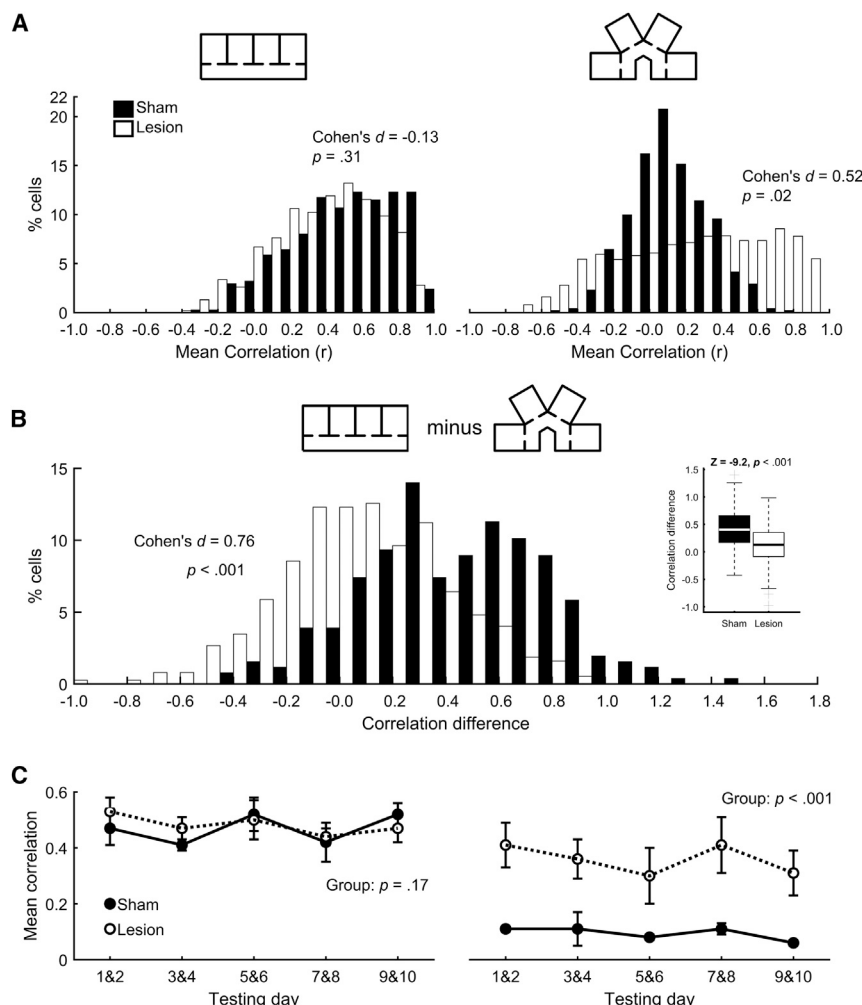 A
Sham
Lesion
Cohen's d = -0.13
p = .31
% cells
22
20
15
10
5
0
-1.0 -0.8 -0.6 -0.4 -0.2 -0.0 0.2 0.4 0.6 0.8 1.0
Mean Correlation (r)
Cohen's d = 0.52
p = .02
-1.0 -0.8 -0.6 -0.4 -0.2 -0.0 0.2 0.4 0.6 0.8 1.0
Mean Correlation (r)
B
minus
Cohen's d = 0.76
p < .001
% cells
15
10
5
0
-1.0 -0.8 -0.6 -0.4 -0.2 -0.0 0.2 0.4 0.6 0.8 1.0 1.2 1.4 1.6 1.8
Correlation difference
Z = -9.2, p < .001
Correlation difference
1.5
1.0
0.5
0.0
-0.5
-1.0
Sham Lesion
C
Mean correlation
0.6
0.4
0.2
0
Group: p = .17
Sham
Lesion
1&2 3&4 5&6 7&8 9&10
Testing day
Group: p < .001
1&2 3&4 5&6 7&8 9&10
Testing day